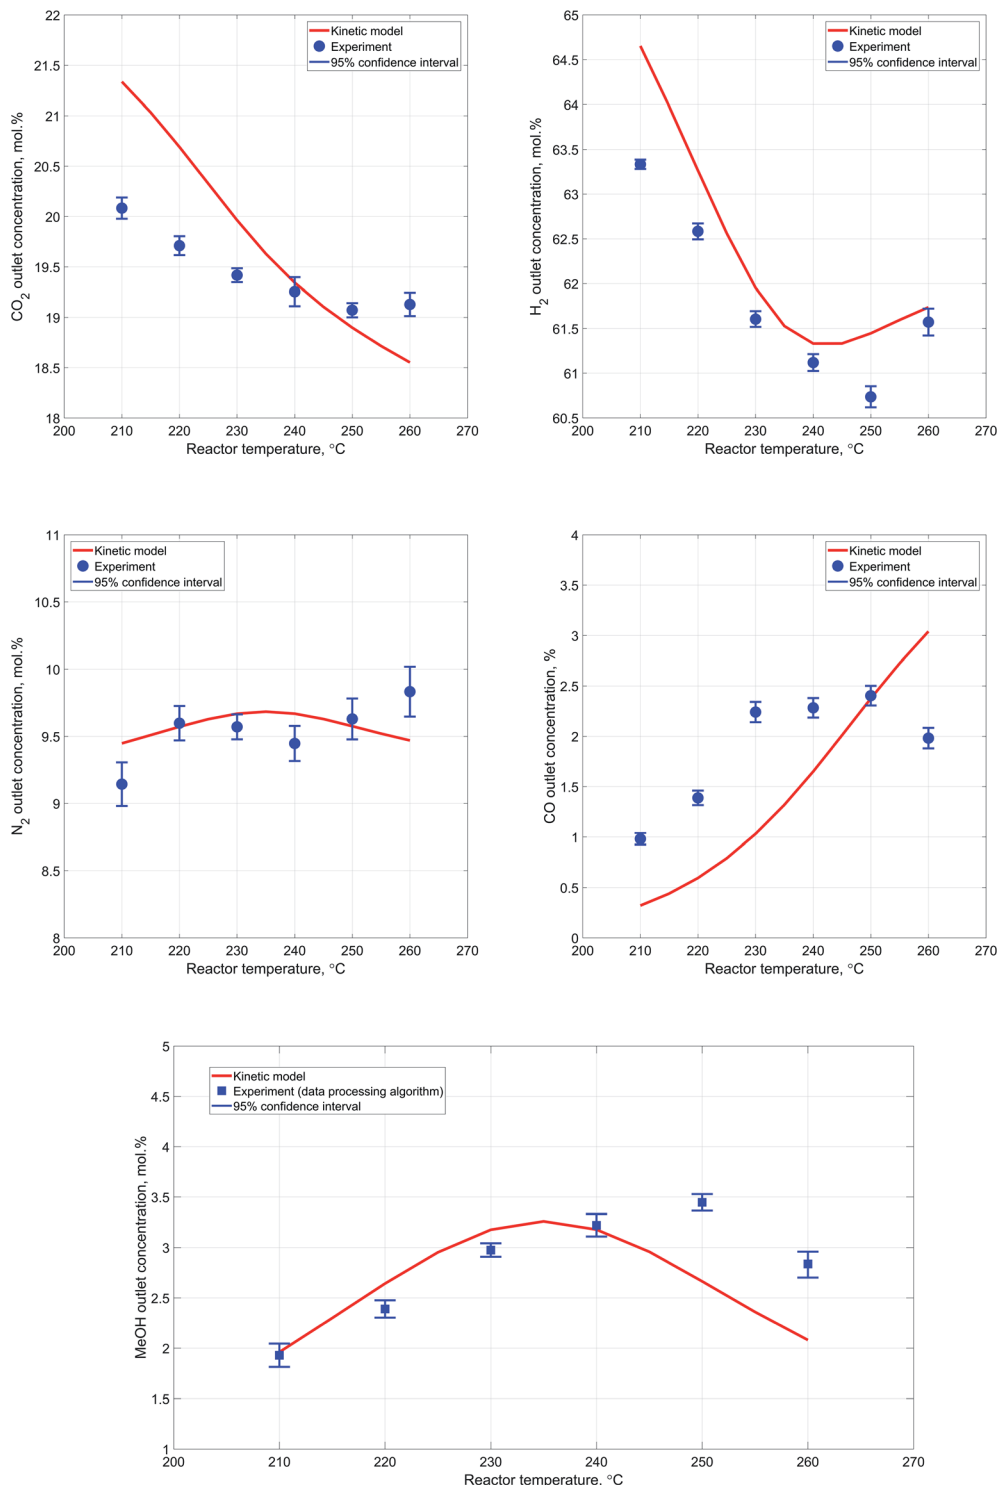 22
21.5
21
20.5
20
19.5
19
18.5
18
200 210 220 230 240 250 260 270
CO2 outlet concentration, mol.%
Reactor temperature, °C
Kinetic model
Experiment
95% confidence interval
65
64.5
64
63.5
63
62.5
62
61.5
61
60.5
200 210 220 230 240 250 260 270
H2 outlet concentration, mol.%
Reactor temperature, °C
Kinetic model
Experiment
95% confidence interval
11
10.5
10
9.5
9
8.5
8
200 210 220 230 240 250 260 270
N2 outlet concentration, mol.%
Reactor temperature, °C
Kinetic model
Experiment
95% confidence interval
4
3.5
3
2.5
2
1.5
1
0.5
0
200 210 220 230 240 250 260 270
CO outlet concentration, %
Reactor temperature, °C
Kinetic model
Experiment
95% confidence interval
5
4.5
4
3.5
3
2.5
2
1.5
1
200 210 220 230 240 250 260 270
MeOH outlet concentration, mol.%
Reactor temperature, °C
Kinetic model
Experiment (data processing algorithm)
95% confidence interval